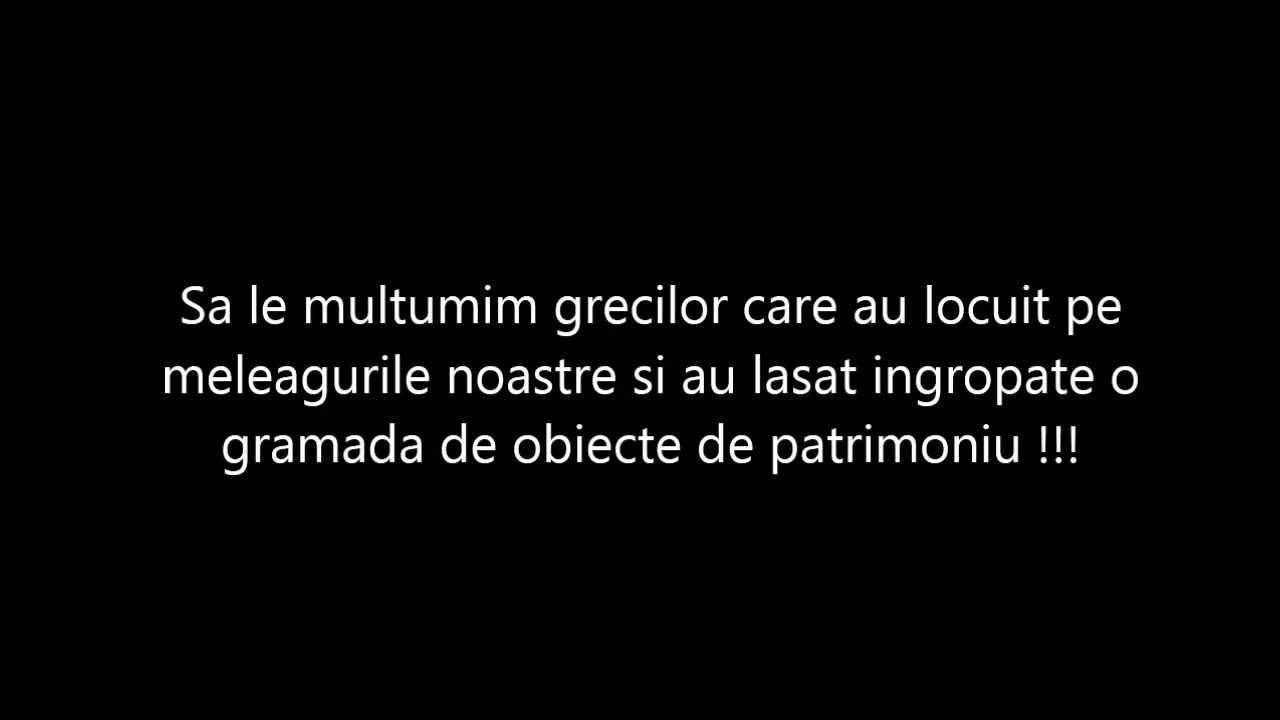 Sa le multumim grecilor care au locuit pe
meleagurile noastre si au lasat ingropate o
gramada de obiecte de patrimoniu !!!